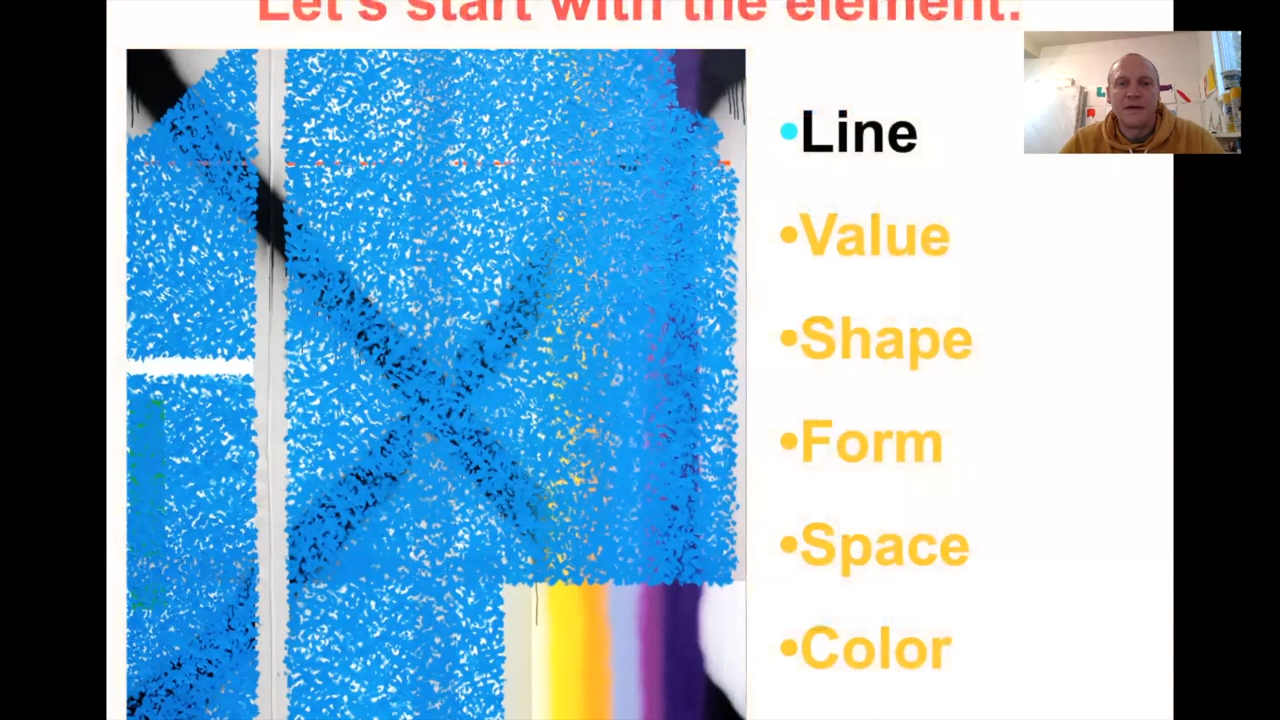 Let's start with the element:
•Line
•Value
•Shape
•Form
•Space
•Color